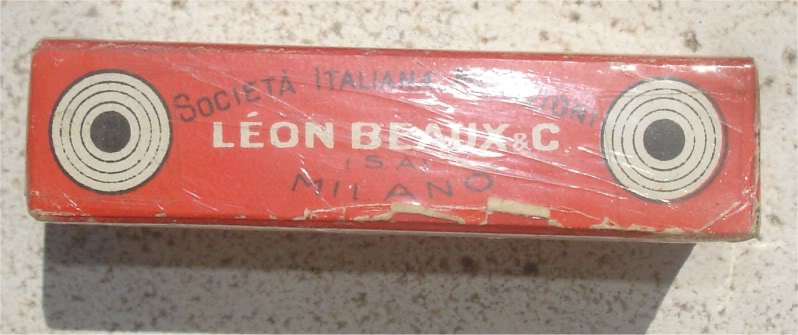 SOCIETÀ ITALIANA
LÉON BEAUX & C
(S.A.)
MILANO